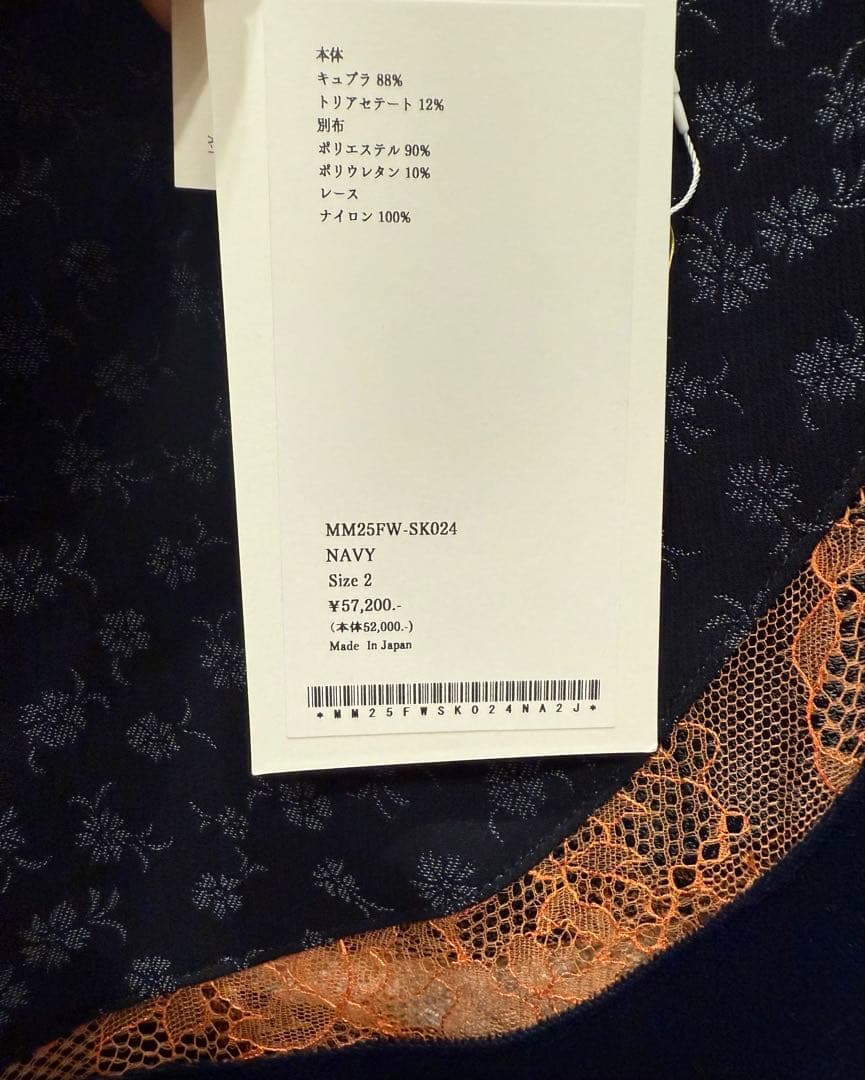 本体
キュプラ 88%
トリアセテート 12%
別布
ポリエステル 90%
ポリウレタン 10%
レース
ナイロン 100%
MM25FW-SK024
NAVY
Size 2
¥57,200.-
(本体52,000.-)
Made In Japan
*MM25FWSK024NA2J*